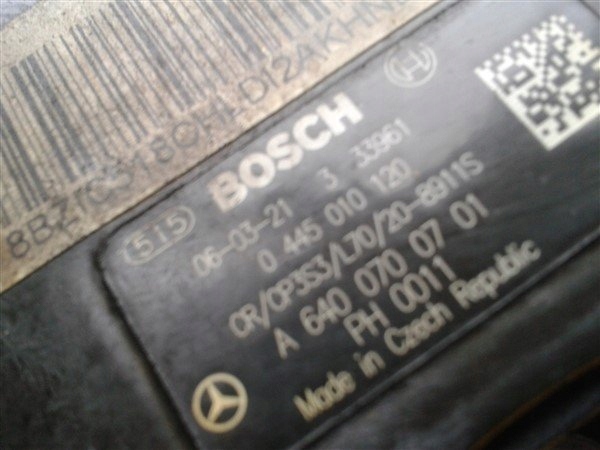 BOSCH
515 06-03-21 3 33961
0 445 010 120
CR/CP3S3/L70/20-8911S
A 640 070 07 01
PH 0011
Made in Czech Republic